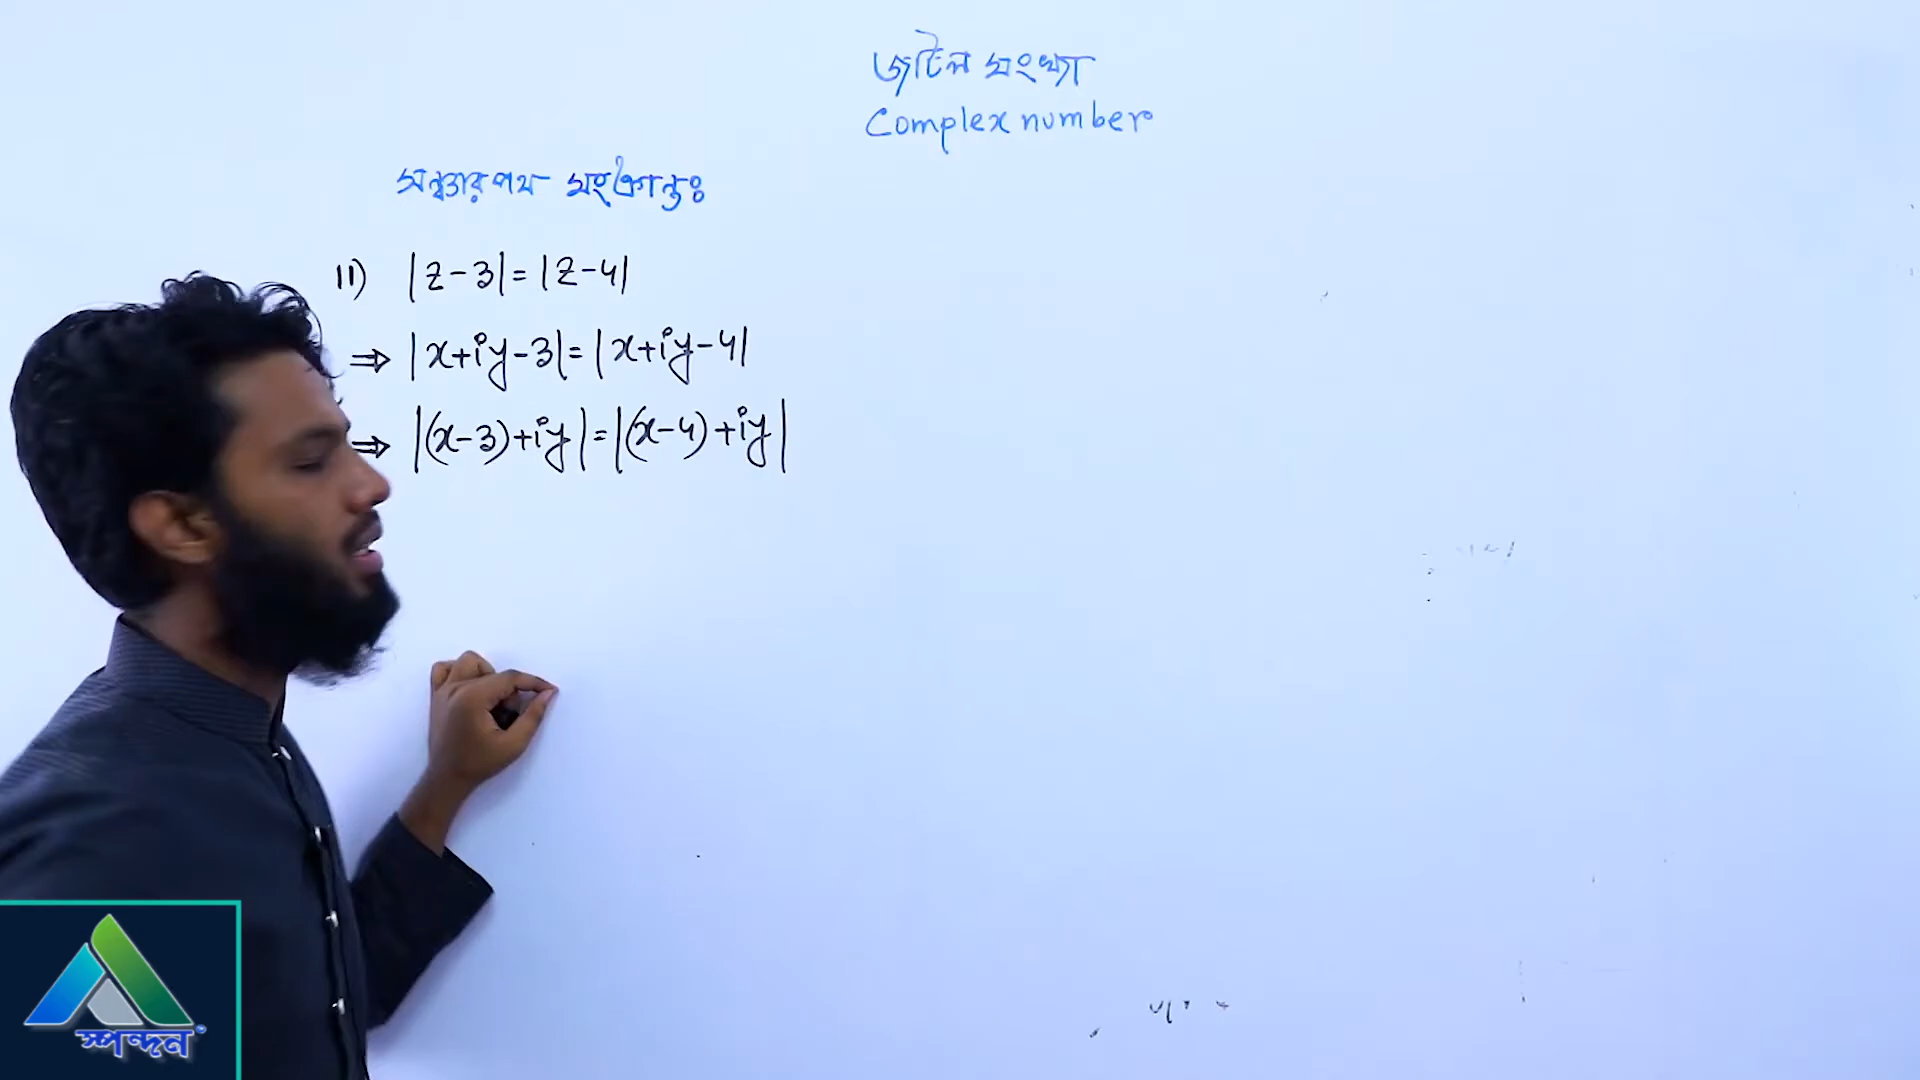 জটিল সংখ্যা
Complex number
সঞ্চারপথ সংক্রান্তঃ
11) |z-3|=|z-4|
⇒ |x+iy-3|=|x+iy-4|
⇒ |(x-3)+iy|=|(x-4)+iy|
স্পন্দন